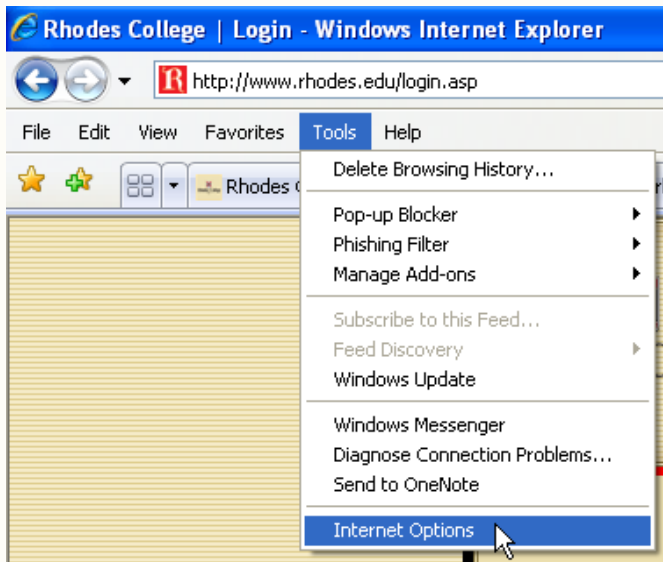 Rhodes College | Login - Windows Internet Explorer
http://www.rhodes.edu/login.asp
File Edit View Favorites Tools Help
Delete Browsing History...
Rhodes
Pop-up Blocker
Phishing Filter
Manage Add-ons
Subscribe to this Feed...
Feed Discovery
Windows Update
Windows Messenger
Diagnose Connection Problems...
Send to OneNote
Internet Options